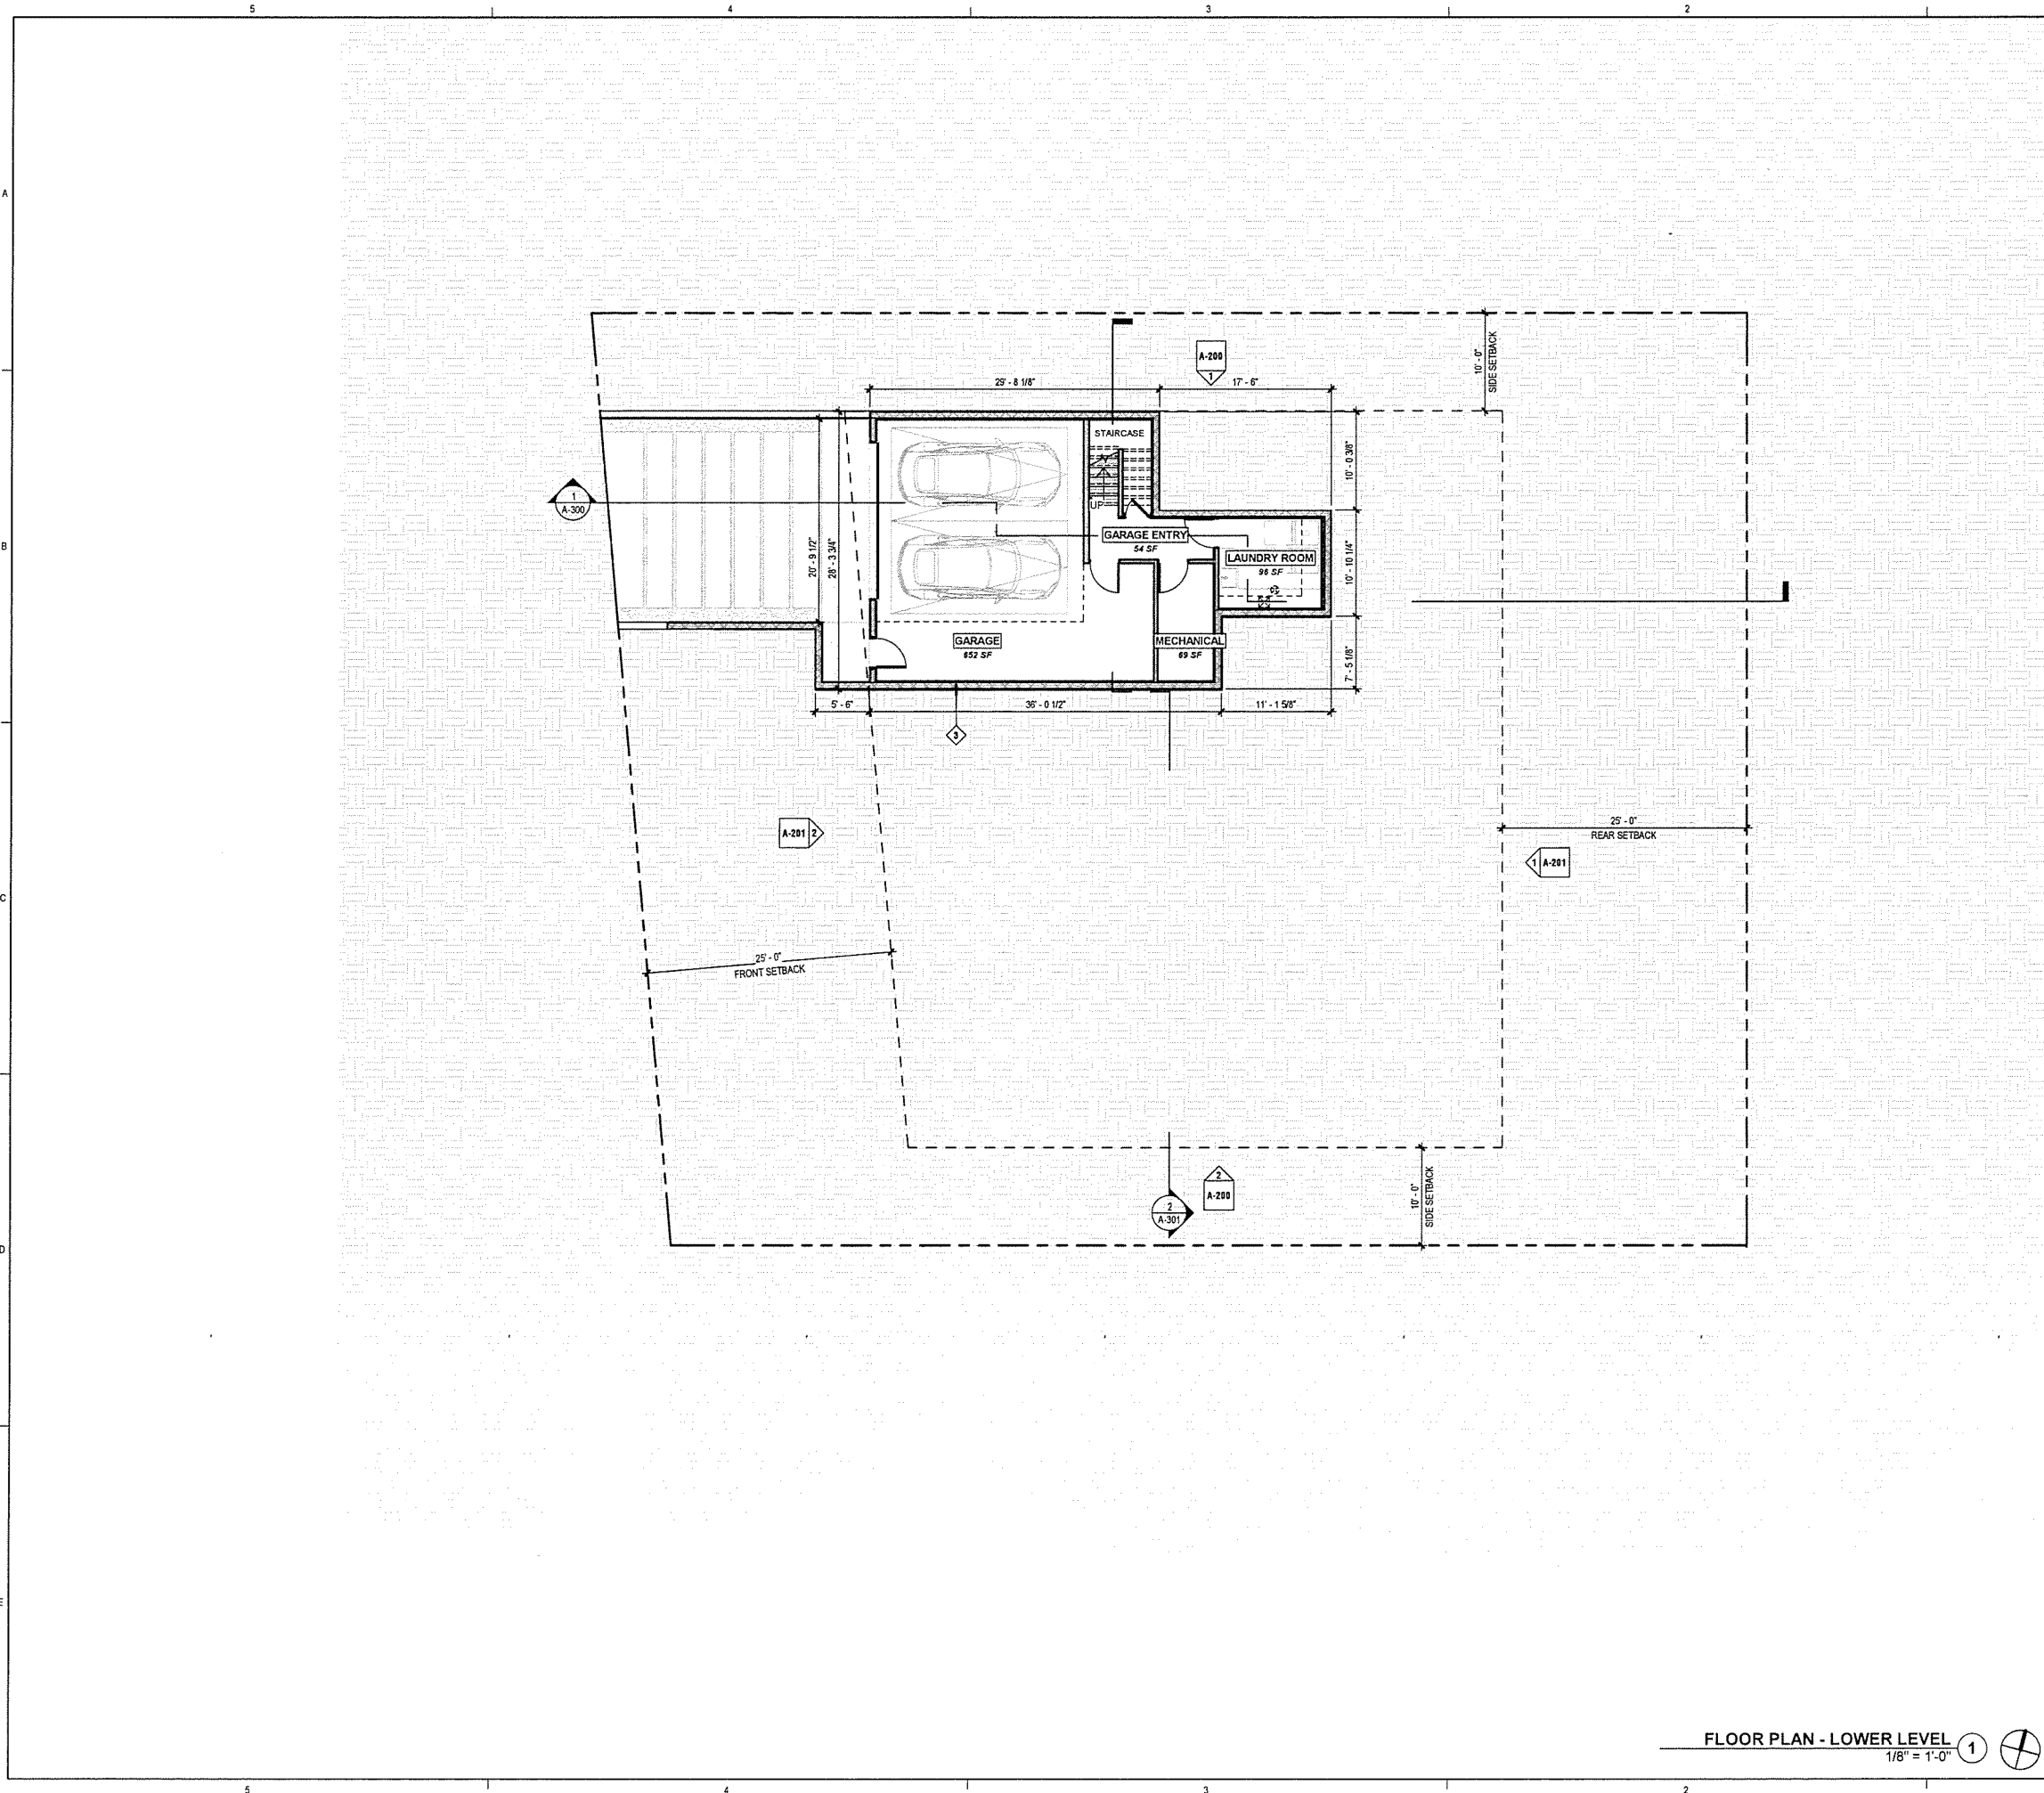 5 4 3 2
A
B
C
D
E
10' - 0"
SIDE SETBACK
A-200
1
29' - 8 1/8"
17' - 6"
STAIRCASE
UP
10' - 0 3/8"
1
A-300
GARAGE ENTRY
54 SF
LAUNDRY ROOM
96 SF
20' - 9 1/2"
28' - 3 3/4"
10' - 10 1/4"
GARAGE
652 SF
MECHANICAL
69 SF
7' - 5 1/8"
5' - 6"
36' - 0 1/2"
11' - 1 5/8"
3
A-201 2
25' - 0"
REAR SETBACK
1 A-201
25' - 0"
FRONT SETBACK
10' - 0"
SIDE SETBACK
2
A-200
2
A-301
FLOOR PLAN - LOWER LEVEL
1/8" = 1'-0"
1
5 4 3 2